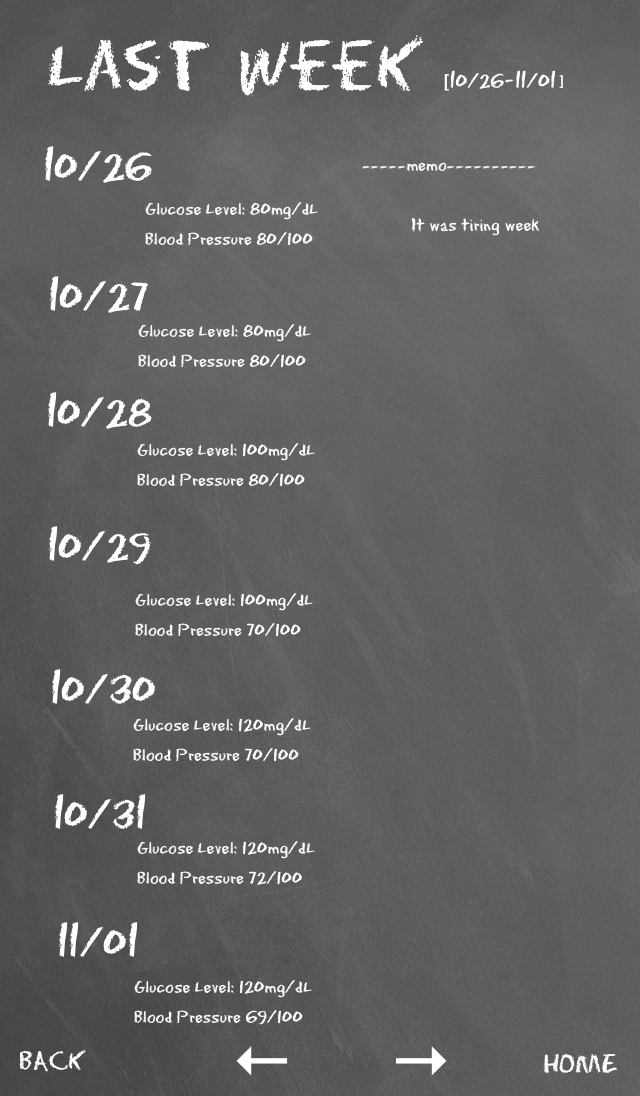 LAST WEEK [10/26-11/01]
10/26
-----memo----------
Glucose Level: 80mg/dL
It was tiring week
Blood Pressure 80/100
10/27
Glucose Level: 80mg/dL
Blood Pressure 80/100
10/28
Glucose Level: 100mg/dL
Blood Pressure 80/100
10/29
Glucose Level: 100mg/dL
Blood Pressure 70/100
10/30
Glucose Level: 120mg/dL
Blood Pressure 70/100
10/31
Glucose Level: 120mg/dL
Blood Pressure 72/100
11/01
Glucose Level: 120mg/dL
Blood Pressure 69/100
BACK
HOME